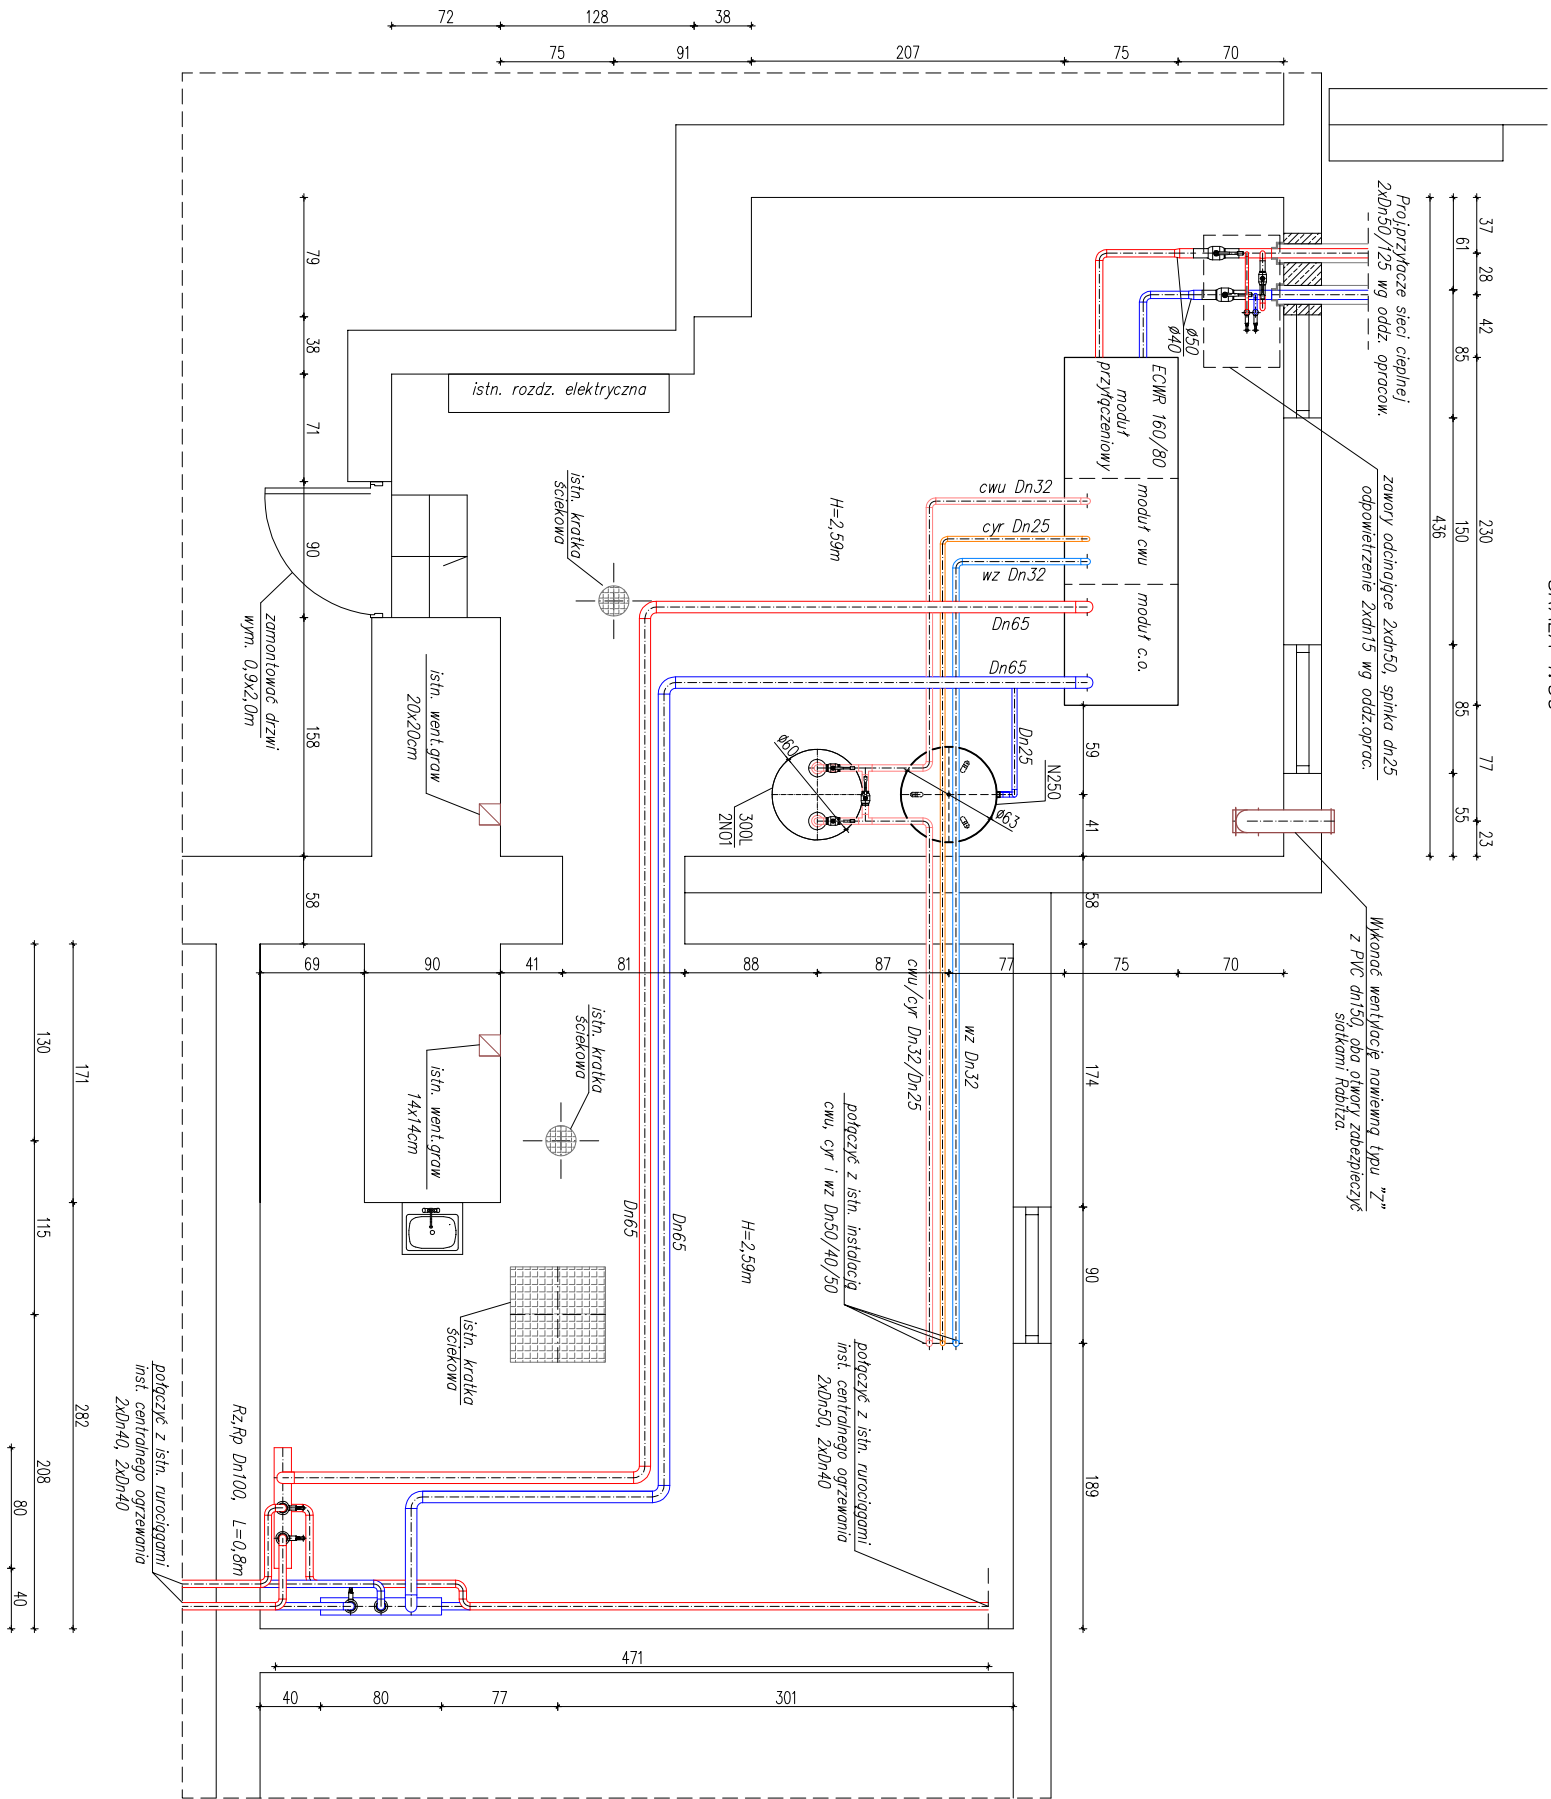 72
128
38
75
91
207
75
70
Proj.przyłącze sieci cieplnej
2xDn50/125 wg oddz. opracow.
37
28
42
230
77
23
61
85
150
85
55
436
zawory odcinające 2xdn50, spinka dn25
odpowietrzenie 2xdn15 wg oddz.oprac.
Wykonać wentylację nawiewną typu "Z"
z PVC dn150, oba otwory zabezpieczyć
siatkami Rabitza.
ø50
ø40
ECWR 160/80
moduł
przyłączeniowy
moduł cwu
moduł c.o.
cwu Dn32
cyr Dn25
wz Dn32
Dn65
Dn65
Dn25
N250
ø63
ø60
300L
2N01
H=2,59m
istn. rozdz. elektryczna
istn. kratka
ściekowa
79
38
71
90
158
58
zamontować drzwi
wym. 0,9x2,0m
istn. went.graw
20x20cm
59
41
58
174
90
189
69
90
41
81
88
87
77
75
70
cwu/cyr Dn32/Dn25
wz Dn32
istn. kratka
ściekowa
istn. went.graw
14x14cm
połączyć z istn. instalacją
cwu, cyr i wz Dn50/40/50
H=2,59m
Dn65
Dn65
istn. kratka
ściekowa
połączyć z istn. rurociągami
inst. centralnego ogrzewania
2xDn50, 2xDn40
Rz,Rp Dn100, L=0,8m
połączyć z istn. rurociągami
inst. centralnego ogrzewania
2xDn40, 2xDn40
171
282
130
115
208
80
40
471
40
80
77
301